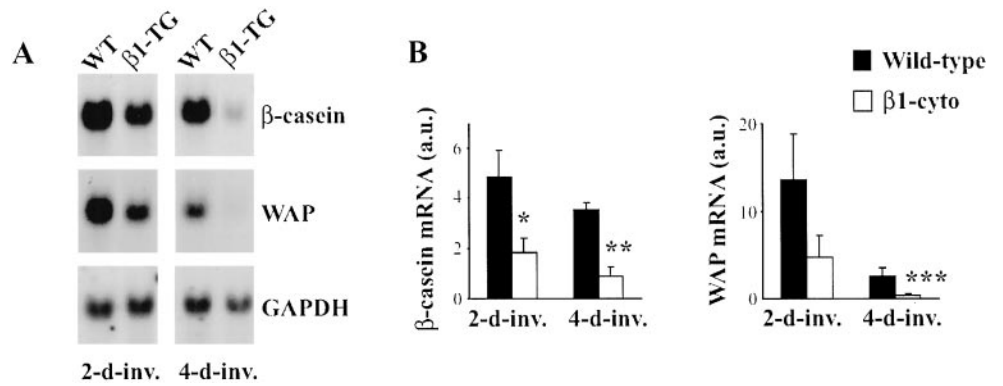 A
WT β1-TG WT β1-TG
β-casein
WAP
GAPDH
2-d-inv. 4-d-inv.
B
Wild-type
β1-cyto
β-casein mRNA (a.u.)
6
4
2
0
*
**
2-d-inv. 4-d-inv.
WAP mRNA (a.u.)
20
10
0
***
2-d-inv. 4-d-inv.